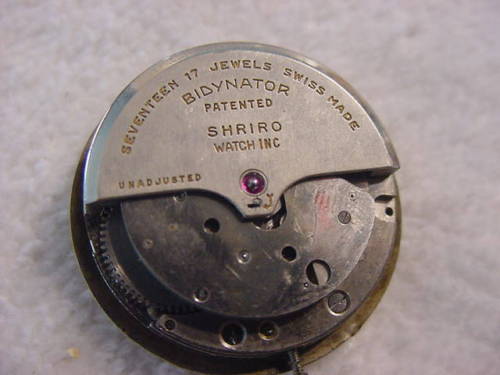 SEVENTEEN 17 JEWELS SWISS MADE
BIDYNATOR
PATENTED
SHRIRO
WATCH INC
UNADJUSTED